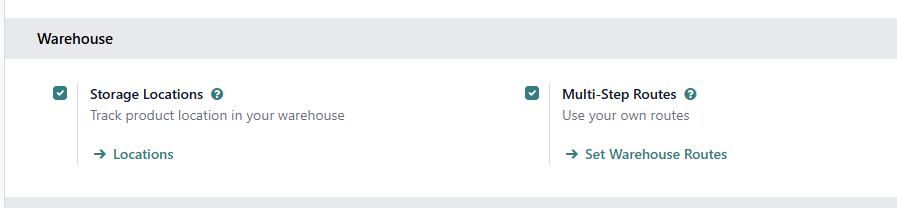 Warehouse
Storage Locations ?
Track product location in your warehouse
→ Locations
Multi-Step Routes ?
Use your own routes
→ Set Warehouse Routes